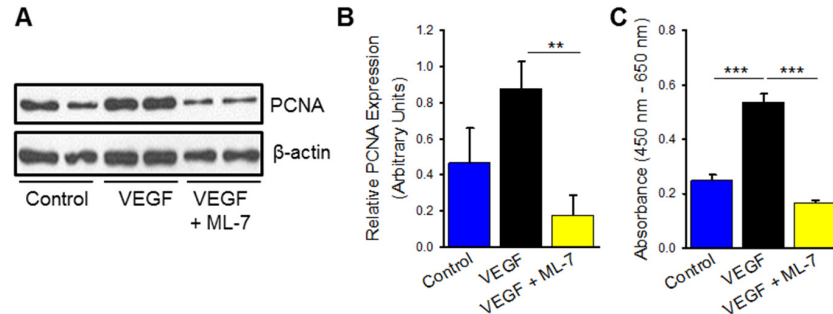 A
PCNA
β-actin
Control
VEGF
VEGF
+ ML-7
B
Relative PCNA Expression
(Arbitrary Units)
1.2
1.0
0.8
0.6
0.4
0.2
0.0
**
Control
VEGF
VEGF + ML-7
C
Absorbance (450 nm - 650 nm)
0.8
0.6
0.4
0.2
0.0
***
***
Control
VEGF
VEGF + ML-7